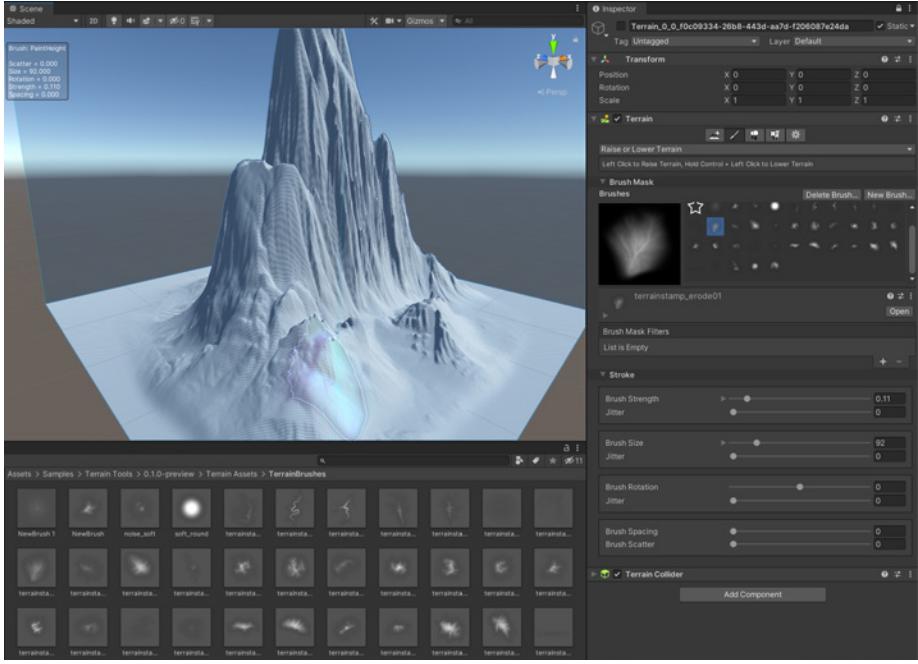 Scene
Shaded
2D
0
Gizmos
All
Brush: PaintHeight
Scatter = 0.000
Size = 92.000
Rotation = 0.000
Strength = 0.110
Spacing = 0.000
y
Persp
11
Assets > Samples > Terrain Tools > 0.1.0-preview > Terrain Assets > TerrainBrushes
NewBrush 1 NewBrush noise_soft soft_round terrainsta... terrainsta... terrainsta... terrainsta... terrainsta... terrainsta... terrainsta...
terrainsta... terrainsta... terrainsta... terrainsta... terrainsta... terrainsta... terrainsta... terrainsta... terrainsta... terrainsta... terrainsta...
terrainsta... terrainsta... terrainsta... terrainsta... terrainsta... terrainsta... terrainsta... terrainsta... terrainsta... terrainsta... terrainsta...
Inspector
Terrain_0_0_f0c09334-26b8-443d-aa7d-f206087e24da Static
Tag Untagged Layer Default
Transform
Position X 0 Y 0 Z 0
Rotation X 0 Y 0 Z 0
Scale X 1 Y 1 Z 1
Terrain
Raise or Lower Terrain
Left Click to Raise Terrain, Hold Control + Left Click to Lower Terrain
Brush Mask
Brushes Delete Brush... New Brush...
terrainstamp_erode01
Open
Brush Mask Filters
List is Empty
+ -
Stroke
Brush Strength 0.11
Jitter 0
Brush Size 92
Jitter 0
Brush Rotation 0
Jitter 0
Brush Spacing 0
Brush Scatter 0
Terrain Collider
Add Component